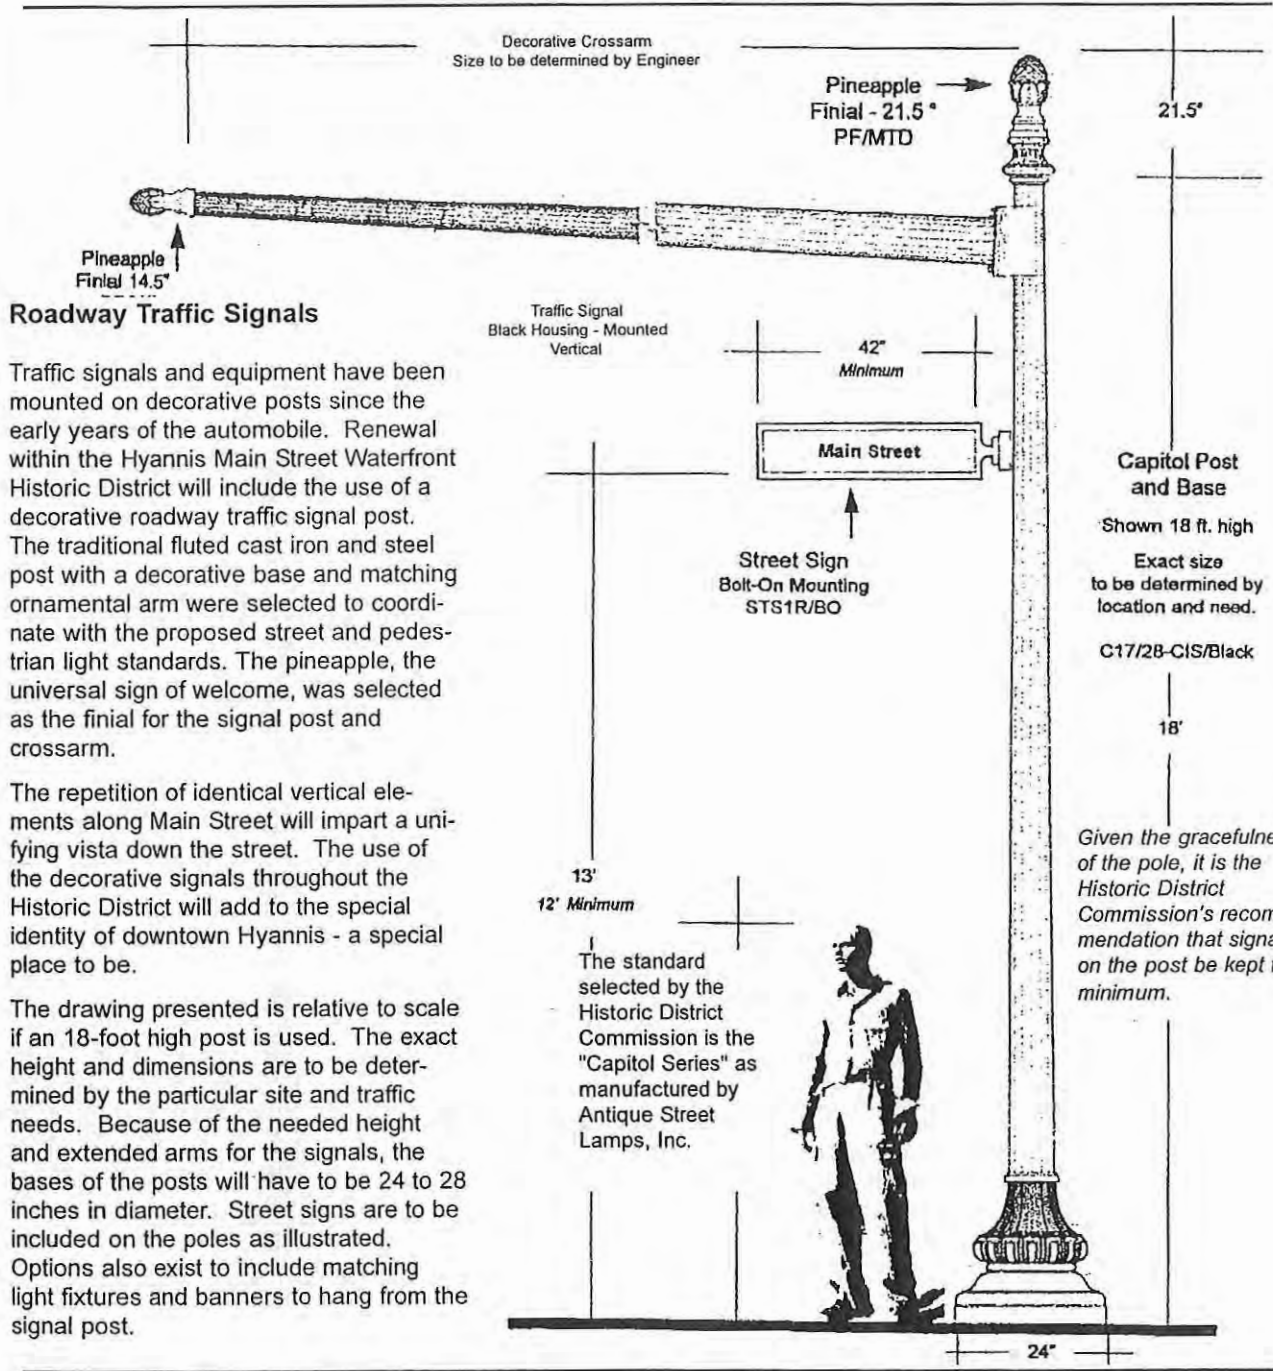 Decorative Crossarm
Size to be determined by Engineer
Pineapple
Finial - 21.5 "
PF/MTD
21.5"
Pineapple
Finial 14.5"
Roadway Traffic Signals
Traffic signals and equipment have been
mounted on decorative posts since the
early years of the automobile. Renewal
within the Hyannis Main Street Waterfront
Historic District will include the use of a
decorative roadway traffic signal post.
The traditional fluted cast iron and steel
post with a decorative base and matching
ornamental arm were selected to coordi-
nate with the proposed street and pedes-
trian light standards. The pineapple, the
universal sign of welcome, was selected
as the finial for the signal post and
crossarm.
The repetition of identical vertical ele-
ments along Main Street will impart a uni-
fying vista down the street. The use of
the decorative signals throughout the
Historic District will add to the special
identity of downtown Hyannis - a special
place to be.
The drawing presented is relative to scale
if an 18-foot high post is used. The exact
height and dimensions are to be deter-
mined by the particular site and traffic
needs. Because of the needed height
and extended arms for the signals, the
bases of the posts will have to be 24 to 28
inches in diameter. Street signs are to be
included on the poles as illustrated.
Options also exist to include matching
light fixtures and banners to hang from the
signal post.
Traffic Signal
Black Housing - Mounted
Vertical
42"
Minimum
Main Street
Street Sign
Bolt-On Mounting
STS1R/BO
13'
12' Minimum
The standard
selected by the
Historic District
Commission is the
"Capitol Series" as
manufactured by
Antique Street
Lamps, Inc.
Capitol Post
and Base
Shown 18 ft. high
Exact size
to be determined by
location and need.
C17/28-CIS/Black
18'
Given the gracefulne
of the pole, it is the
Historic District
Commission's recom
mendation that signa
on the post be kept
minimum.
24"